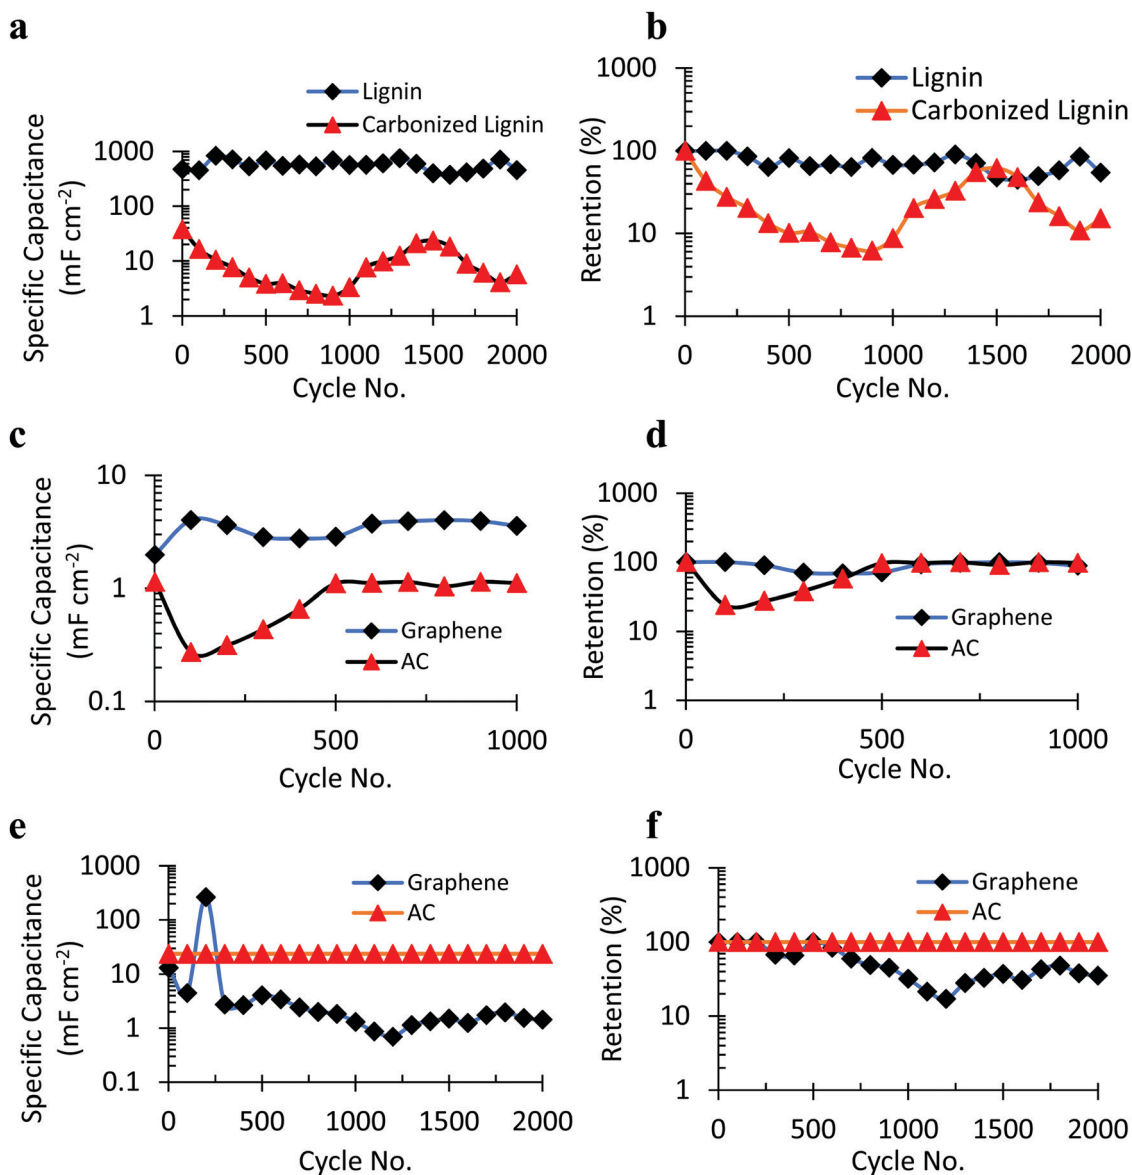 a
Lignin
Carbonized Lignin
Specific Capacitance
(mF cm-2)
1000
100
10
1
0 500 1000 1500 2000
Cycle No.
b
Lignin
Carbonized Lignin
Retention (%)
1000
100
10
1
0 500 1000 1500 2000
Cycle No.
c
Specific Capacitance
(mF cm-2)
10
1
0.1
Graphene
AC
0 500 1000
Cycle No.
d
Retention (%)
1000
100
10
1
Graphene
AC
0 500 1000
Cycle No.
e
Specific Capacitance
(mF cm-2)
1000
100
10
1
0.1
Graphene
AC
0 500 1000 1500 2000
Cycle No.
f
Retention (%)
1000
100
10
1
Graphene
AC
0 500 1000 1500 2000
Cycle No.